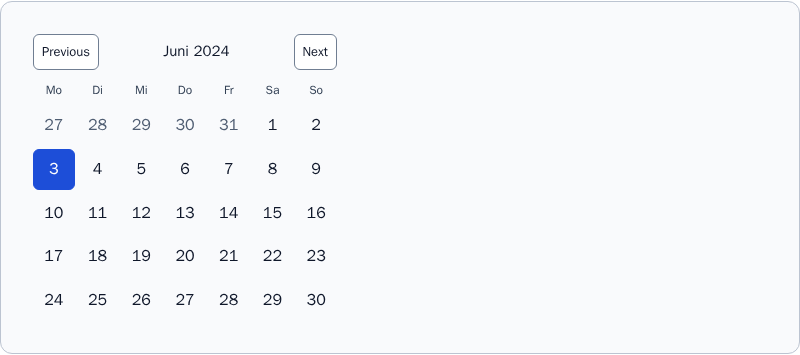 Previous Juni 2024 Next
Mo Di Mi Do Fr Sa So
27 28 29 30 31 1 2
3 4 5 6 7 8 9
10 11 12 13 14 15 16
17 18 19 20 21 22 23
24 25 26 27 28 29 30